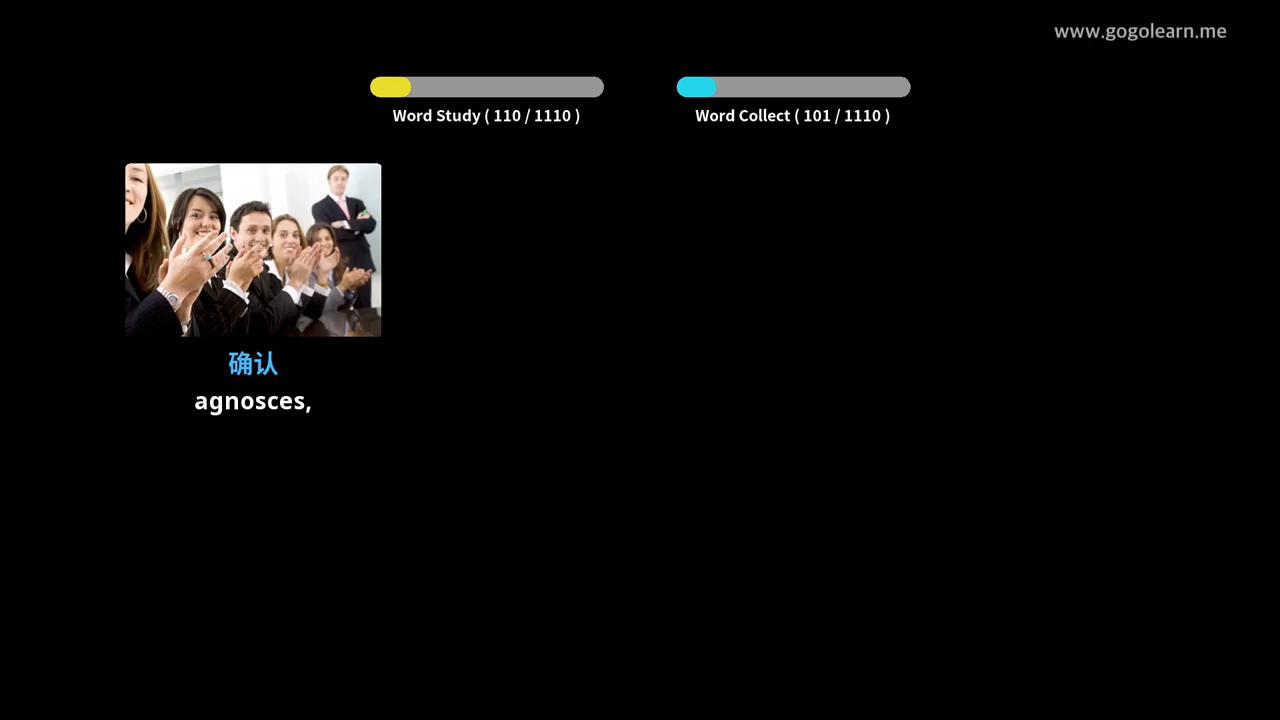 www.gogolearn.me
Word Study ( 110 / 1110 )
Word Collect ( 101 / 1110 )
确认
agnosces,